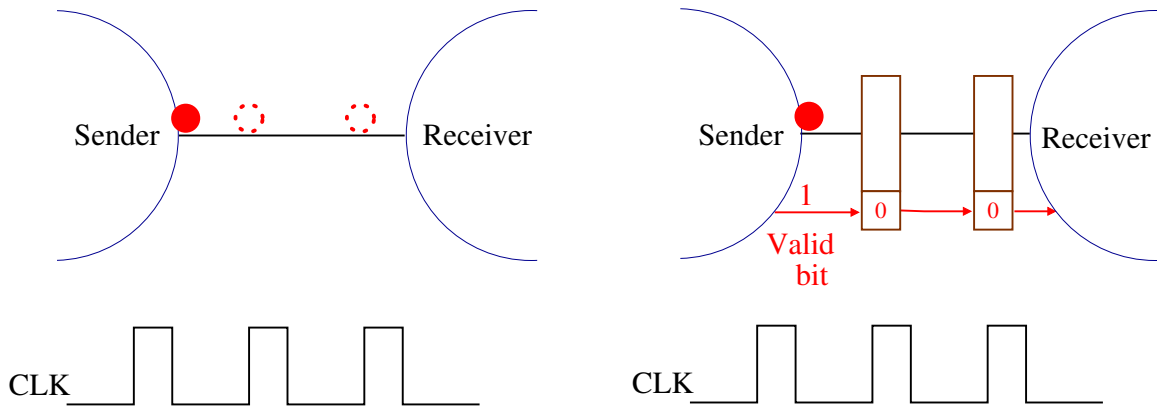 Sender
Receiver
CLK
Sender
Receiver
1
0
0
Valid
bit
CLK